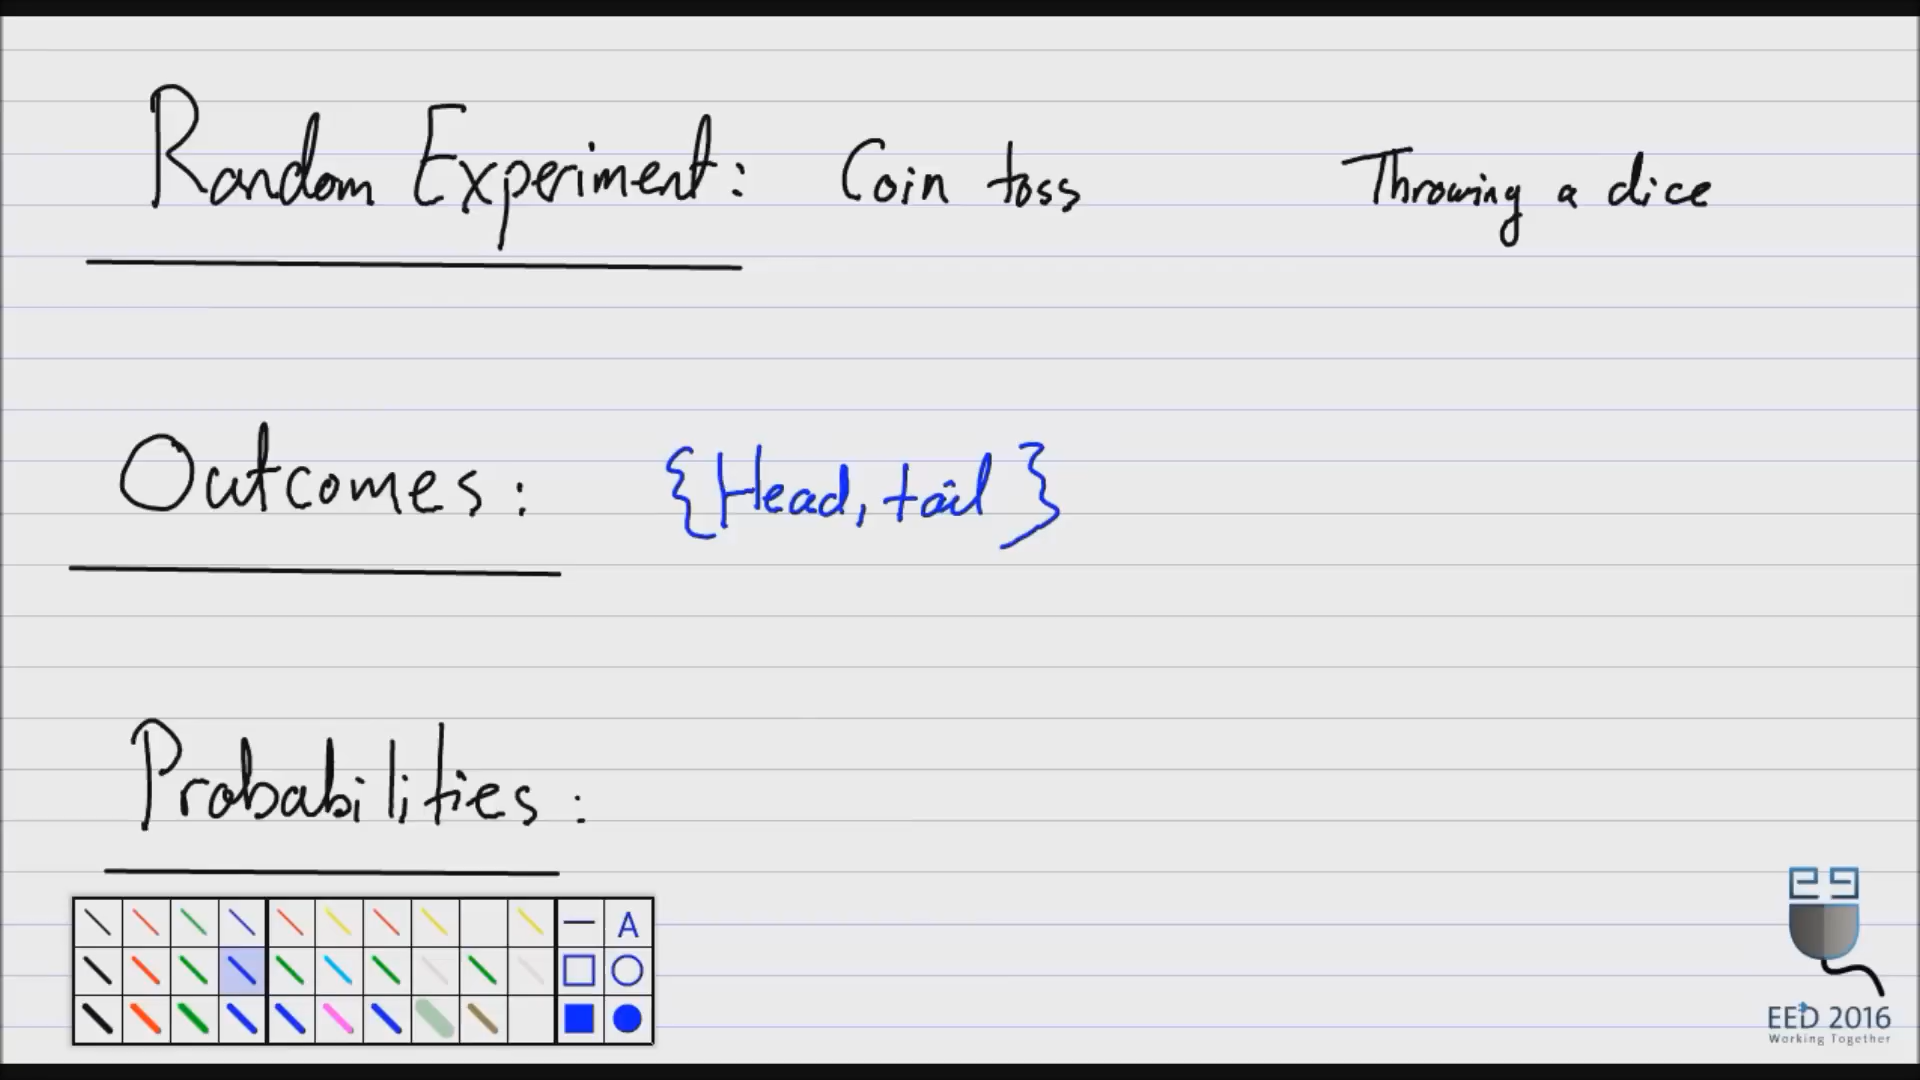 Random Experiment: Coin toss Throwing a dice
Outcomes: {Head, tail}
Probabilities:
A
EED 2016
Working Together